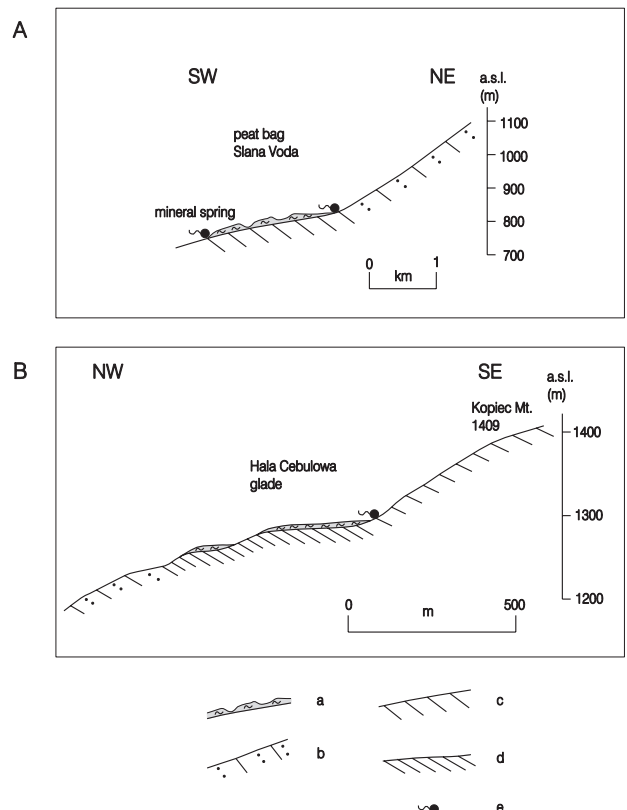 A
SW
NE
a.s.l.
(m)
peat bag
Slana Voda
mineral spring
1100
1000
900
800
700
0
1
km
B
NW
SE
a.s.l.
(m)
Kopiec Mt.
1409
Hala Cebulowa
glade
1400
1300
1200
0
m
500
a
c
b
d
e